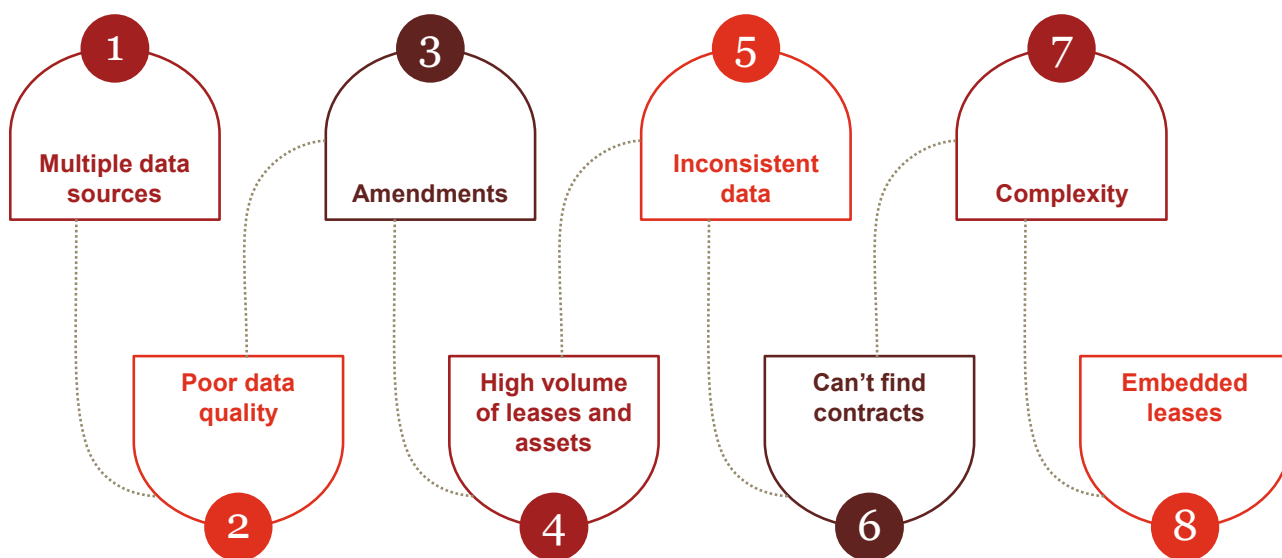 1
Multiple data
sources
2
Poor data
quality
3
Amendments
4
High volume
of leases and
assets
5
Inconsistent
data
6
Can’t find
contracts
7
Complexity
8
Embedded
leases